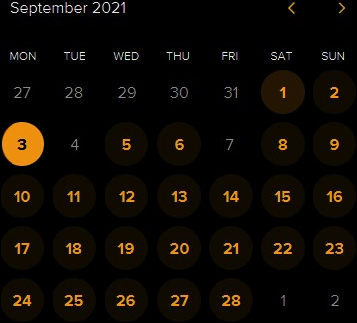 September 2021 < >
MON TUE WED THU FRI SAT SUN
27 28 29 30 31 1 2
3 4 5 6 7 8 9
10 11 12 13 14 15 16
17 18 19 20 21 22 23
24 25 26 27 28 1 2